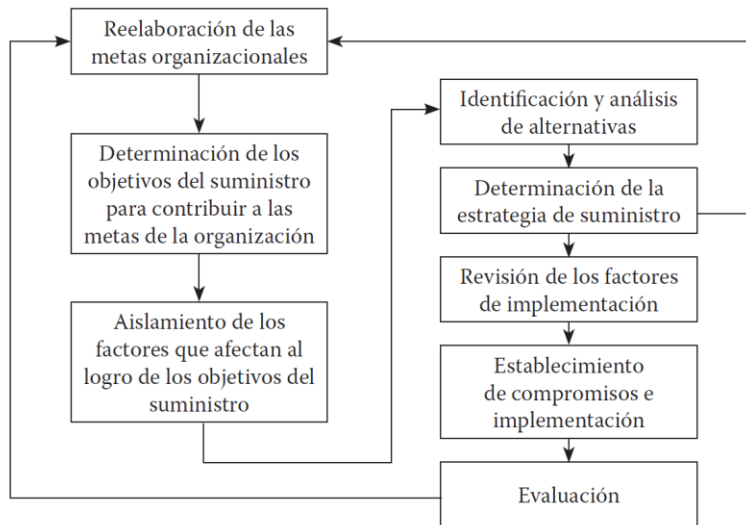 Reelaboración de las
metas organizacionales
Determinación de los
objetivos del suministro
para contribuir a las
metas de la organización
Aislamiento de los
factores que afectan al
logro de los objetivos del
suministro
Identificación y análisis
de alternativas
Determinación de la
estrategia de suministro
Revisión de los factores
de implementación
Establecimiento
de compromisos e
implementación
Evaluación